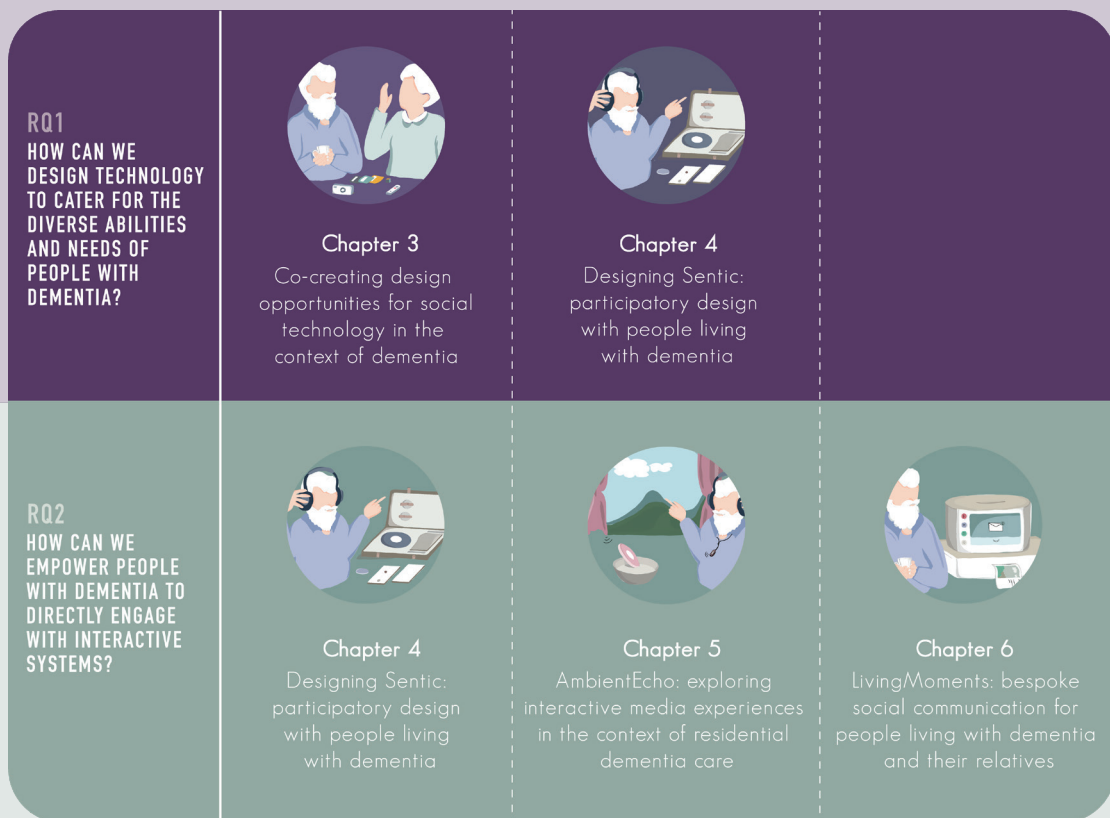 RQ1
HOW CAN WE
DESIGN TECHNOLOGY
TO CATER FOR THE
DIVERSE ABILITIES
AND NEEDS OF
PEOPLE WITH
DEMENTIA?
Chapter 3
Co-creating design
opportunities for social
technology in the
context of dementia
Chapter 4
Designing Sentic:
participatory design
with people living
with dementia
RQ2
HOW CAN WE
EMPOWER PEOPLE
WITH DEMENTIA TO
DIRECTLY ENGAGE
WITH INTERACTIVE
SYSTEMS?
Chapter 4
Designing Sentic:
participatory design
with people living
with dementia
Chapter 5
AmbientEcho: exploring
interactive media experiences
in the context of residential
dementia care
Chapter 6
LivingMoments: bespoke
social communication for
people living with dementia
and their relatives